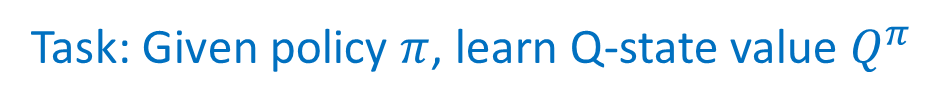 Task: Given policy π, learn Q-state value Q^π